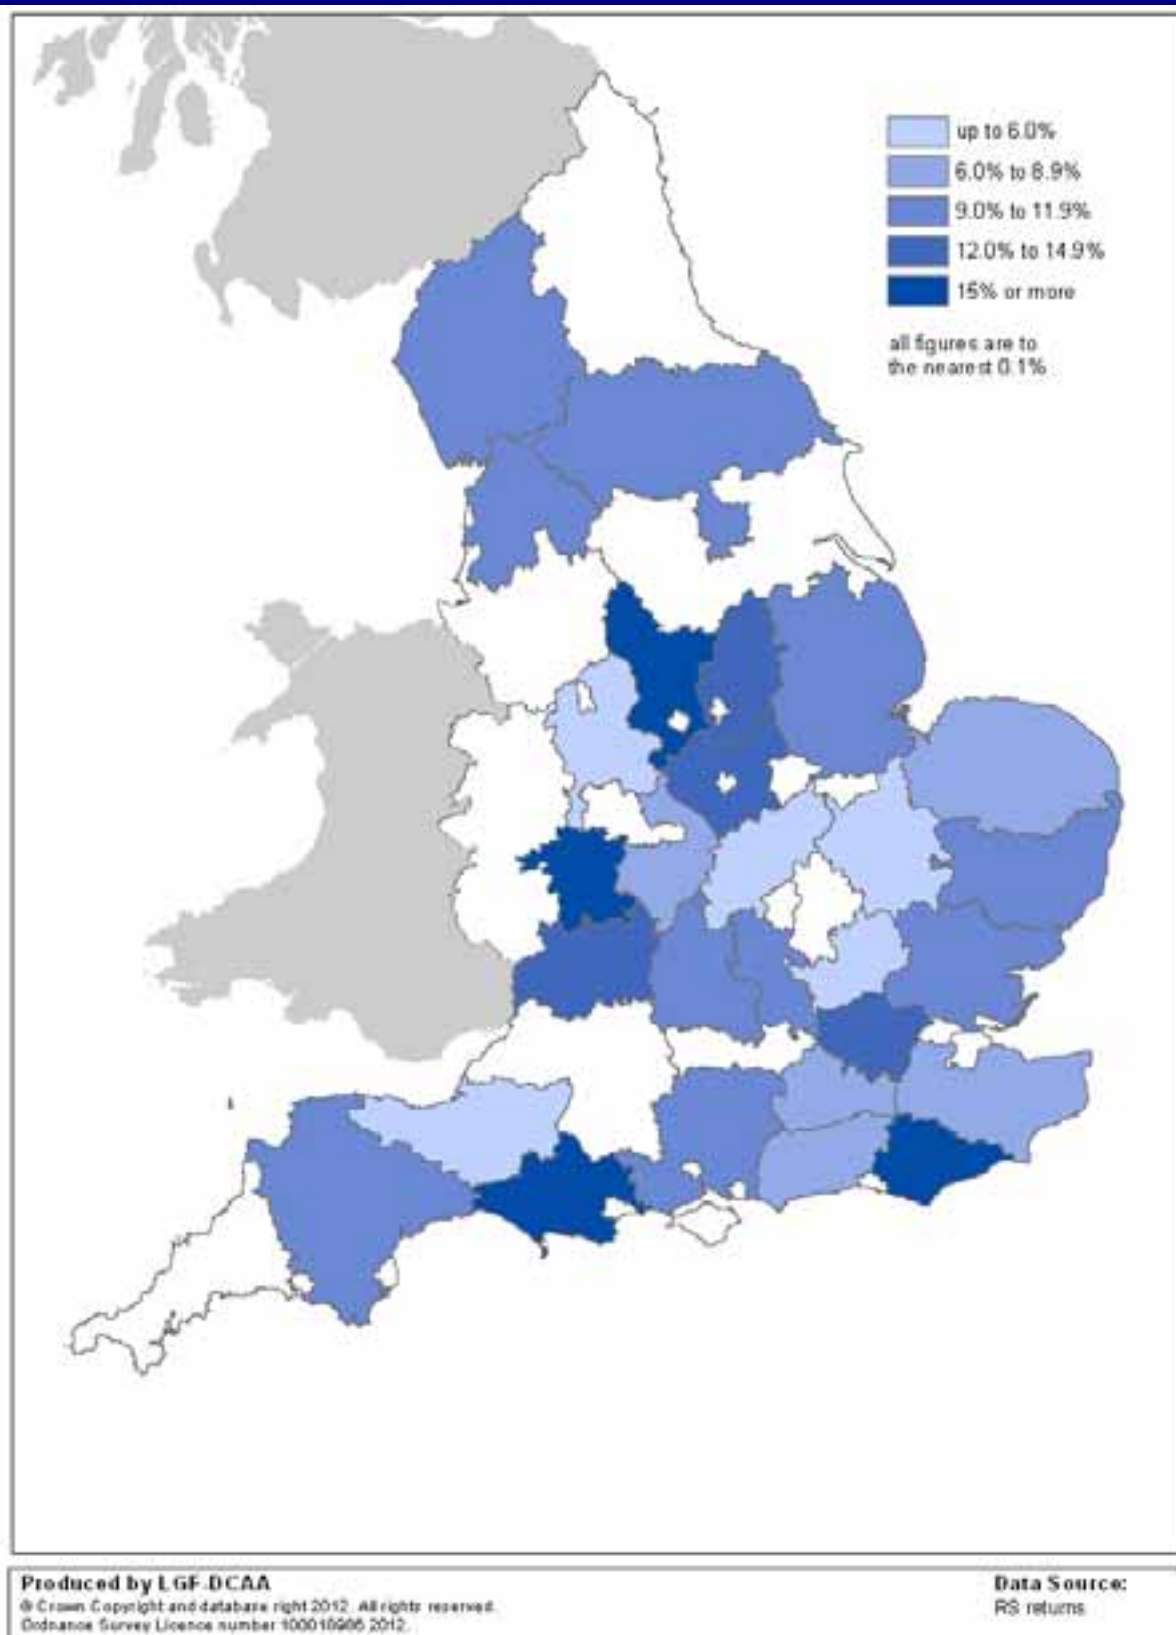 up to 6.0%
6.0% to 8.9%
9.0% to 11.9%
12.0% to 14.9%
15% or more
all figures are to
the nearest 0.1%
Produced by LGF-DCAA
© Crown Copyright and database right 2012. All rights reserved.
Ordnance Survey Licence number 2012.
Data Source:
RS returns